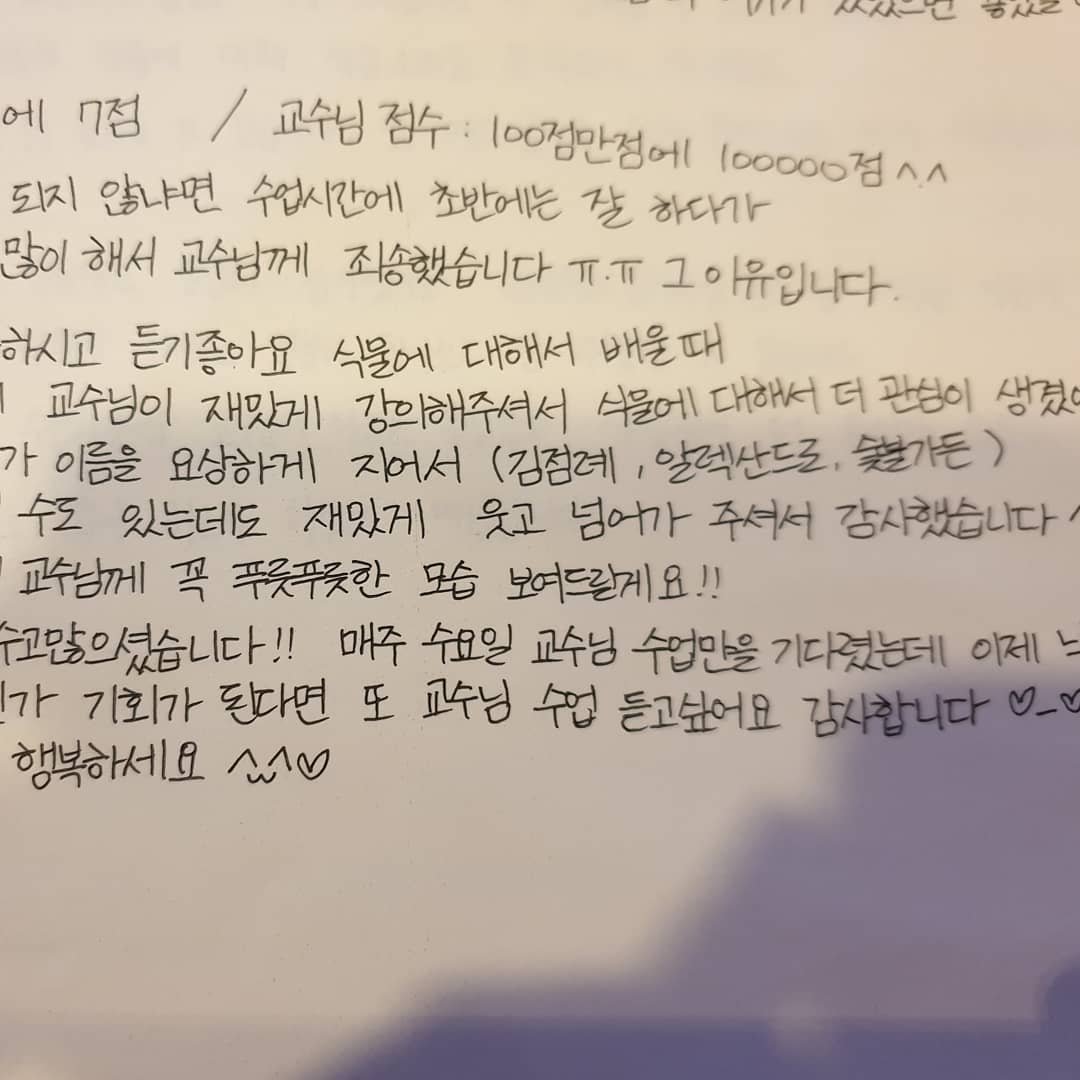 있었으면 좋았을
에 7점 / 교수님 점수 : 100점만점에 100000점 ^.^
되지 않냐면 수업시간에 초반에는 잘 하다가
많이 해서 교수님께 죄송했습니다 ㅠ.ㅠ 그 이유입니다.
하시고 듣기좋아요 식물에 대해서 배울때
교수님이 재밌게 강의해주셔서 식물에 대해서 더 관심이 생겼
가 이름을 요상하게 지어서 (김점례, 알렉산드로, 숯불가든)
수도 있는데도 재밌게 웃고 넘어가 주셔서 감사했습니다
교수님께 꼭 푸릇푸릇한 모습 보여드릴게요!!
수고많으셨습니다!! 매주 수요일 교수님 수업만을 기다렸는데 이제
가 기회가 된다면 또 교수님 수업 듣고싶어요 감사합니다 ♡-♡
행복하세요 ^ㅆ^♡